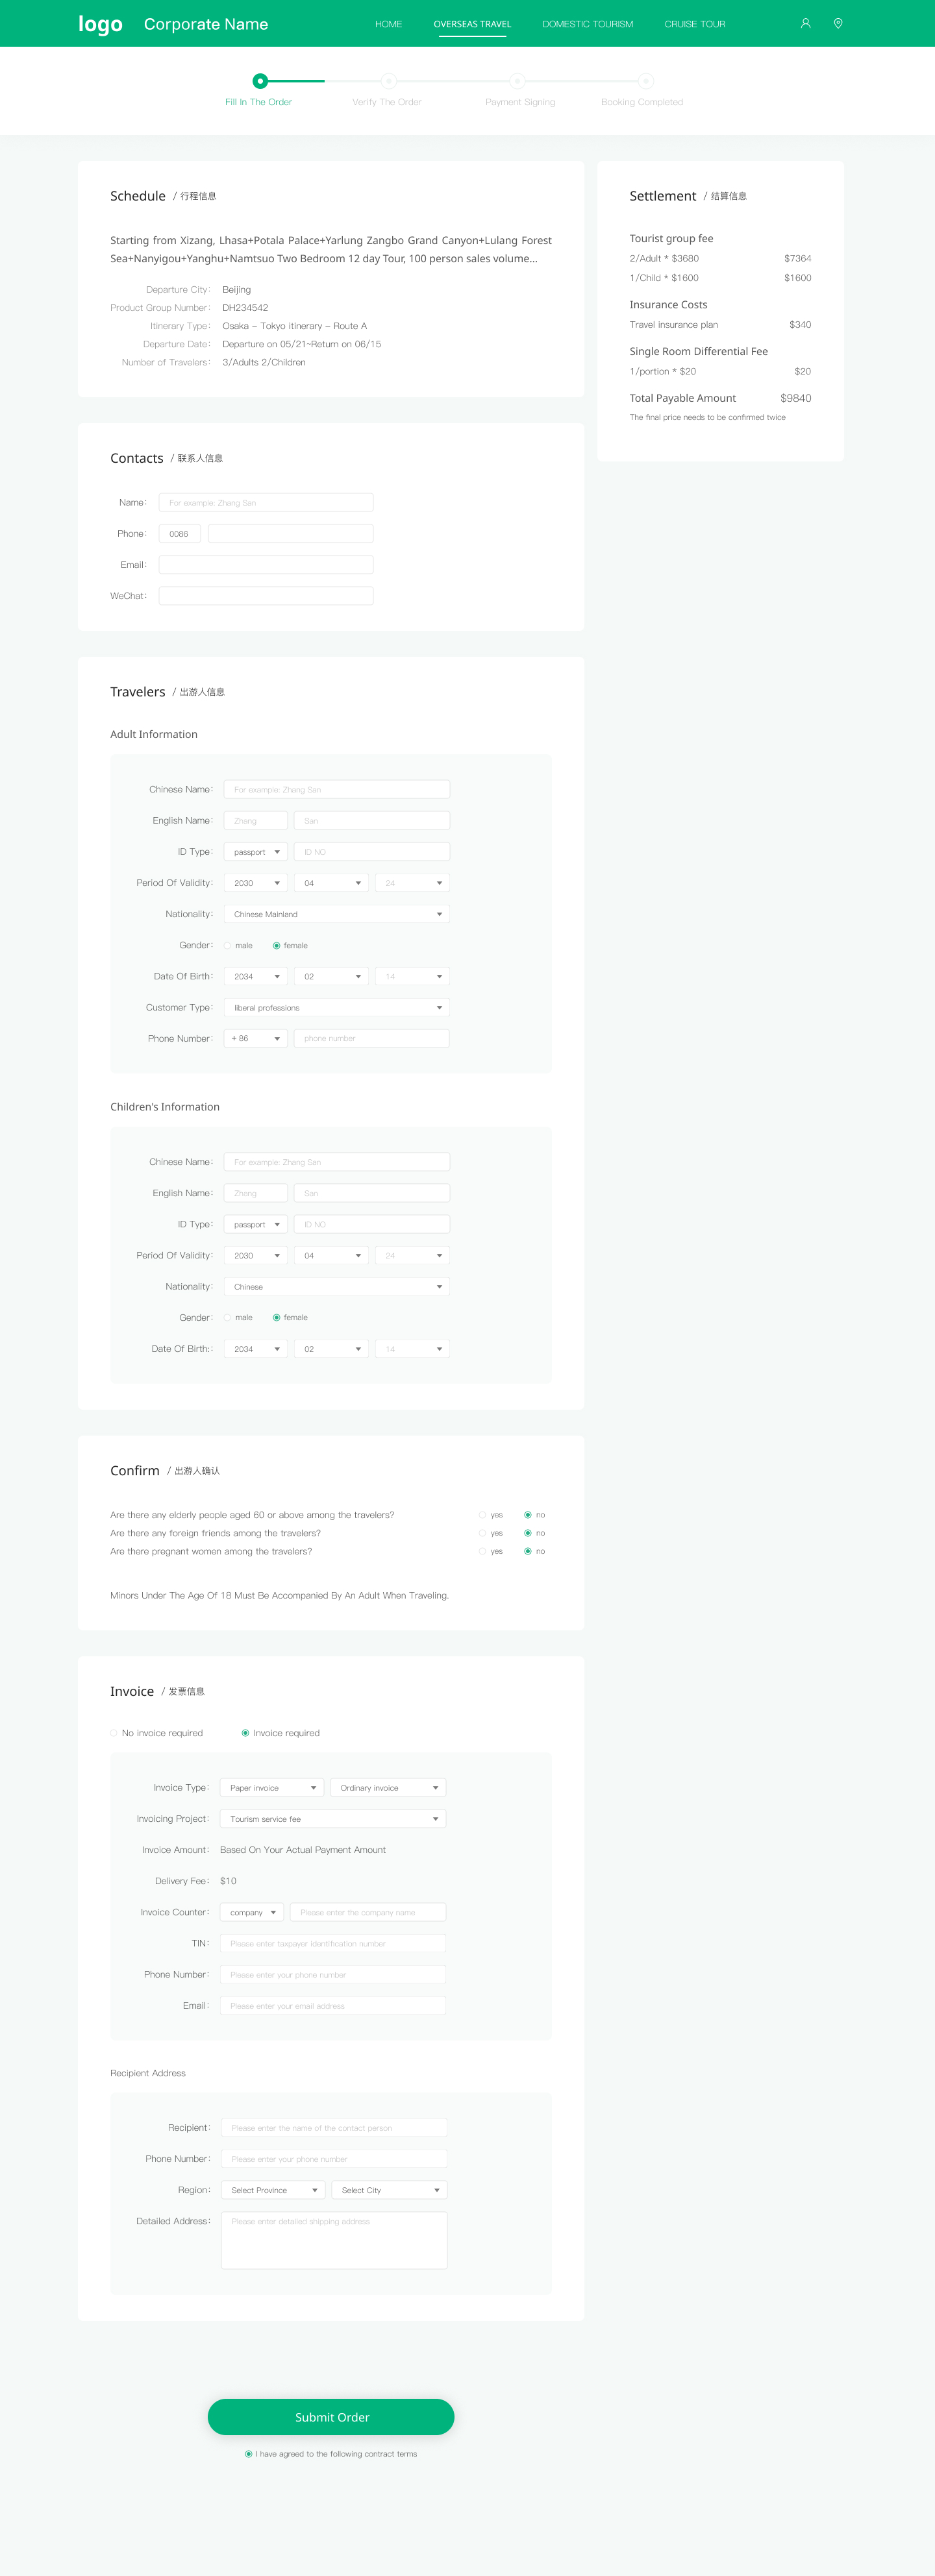 logo
Corporate Name
HOME
OVERSEAS TRAVEL
DOMESTIC TOURISM
CRUISE TOUR
Fill In The Order
Verify The Order
Payment Signing
Booking Completed
Schedule / 行程信息
Starting from Xizang, Lhasa+Potala Palace+Yarlung Zangbo Grand Canyon+Lulang Forest
Sea+Nanyigou+Yanghu+Namtsuo Two Bedroom 12 day Tour, 100 person sales volume...
Departure City： Beijing
Product Group Number： DH234542
Itinerary Type： Osaka - Tokyo itinerary - Route A
Departure Date： Departure on 05/21~Return on 06/15
Number of Travelers： 3/Adults 2/Children
Settlement / 结算信息
Tourist group fee
2/Adult * $3680 $7364
1/Child * $1600 $1600
Insurance Costs
Travel insurance plan $340
Single Room Differential Fee
1/portion * $20 $20
Total Payable Amount $9840
The final price needs to be confirmed twice
Contacts / 联系人信息
Name： For example: Zhang San
Phone： 0086
Email：
WeChat：
Travelers / 出游人信息
Adult Information
Chinese Name： For example: Zhang San
English Name： Zhang San
ID Type： passport ID NO
Period Of Validity： 2030 04 24
Nationality： Chinese Mainland
Gender： male female
Date Of Birth： 2034 02 14
Customer Type： liberal professions
Phone Number： + 86 phone number
Children's Information
Chinese Name： For example: Zhang San
English Name： Zhang San
ID Type： passport ID NO
Period Of Validity： 2030 04 24
Nationality： Chinese
Gender： male female
Date Of Birth:： 2034 02 14
Confirm / 出游人确认
Are there any elderly people aged 60 or above among the travelers? yes no
Are there any foreign friends among the travelers? yes no
Are there pregnant women among the travelers? yes no
Minors Under The Age Of 18 Must Be Accompanied By An Adult When Traveling.
Invoice / 发票信息
No invoice required Invoice required
Invoice Type： Paper invoice Ordinary invoice
Invoicing Project： Tourism service fee
Invoice Amount： Based On Your Actual Payment Amount
Delivery Fee： $10
Invoice Counter： company Please enter the company name
TIN： Please enter taxpayer identification number
Phone Number： Please enter your phone number
Email： Please enter your email address
Recipient Address
Recipient： Please enter the name of the contact person
Phone Number： Please enter your phone number
Region： Select Province Select City
Detailed Address： Please enter detailed shipping address
Submit Order
I have agreed to the following contract terms